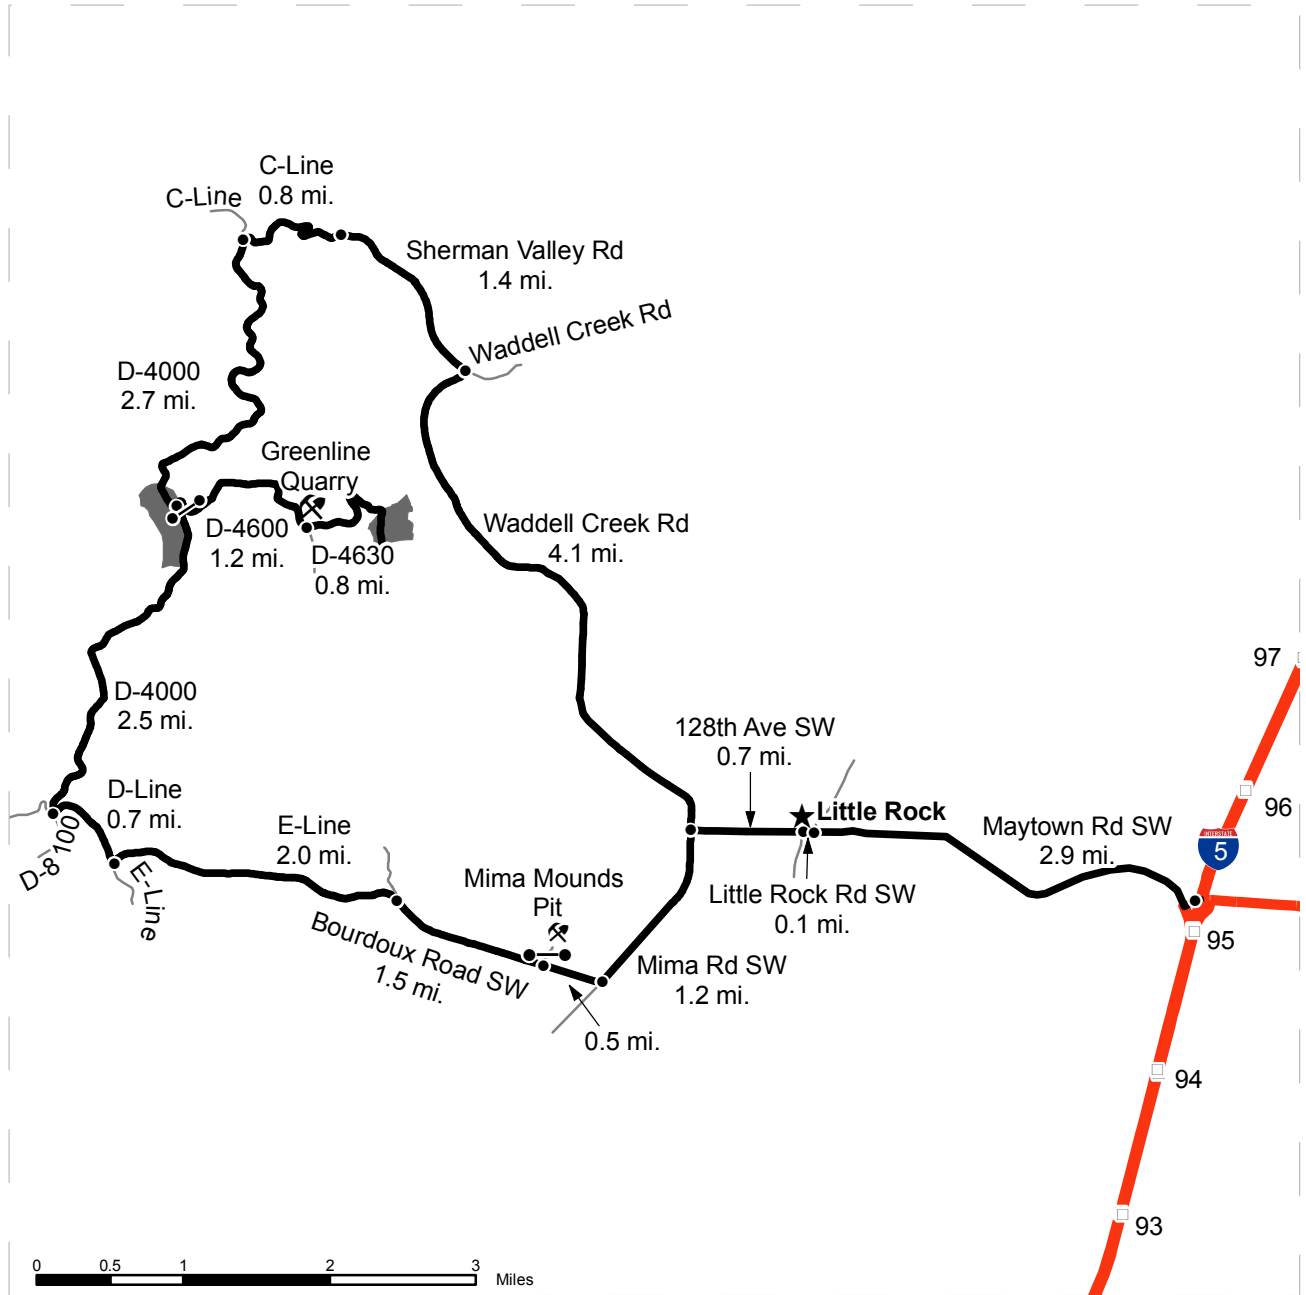 C-Line
0.8 mi.
C-Line
Sherman Valley Rd
1.4 mi.
Waddell Creek Rd
D-4000
2.7 mi.
Greenline
Quarry
D-4600
1.2 mi.
D-4630
0.8 mi.
Waddell Creek Rd
4.1 mi.
D-4000
2.5 mi.
97
128th Ave SW
0.7 mi.
D-Line
0.7 mi.
96
Little Rock
E-Line
2.0 mi.
Maytown Rd SW
2.9 mi.
INTERSTATE
5
D-8100
E-Line
Mima Mounds
Pit
Little Rock Rd SW
0.1 mi.
Bourdoux Road SW
1.5 mi.
95
Mima Rd SW
1.2 mi.
0.5 mi.
94
93
0 0.5 1 2 3
Miles